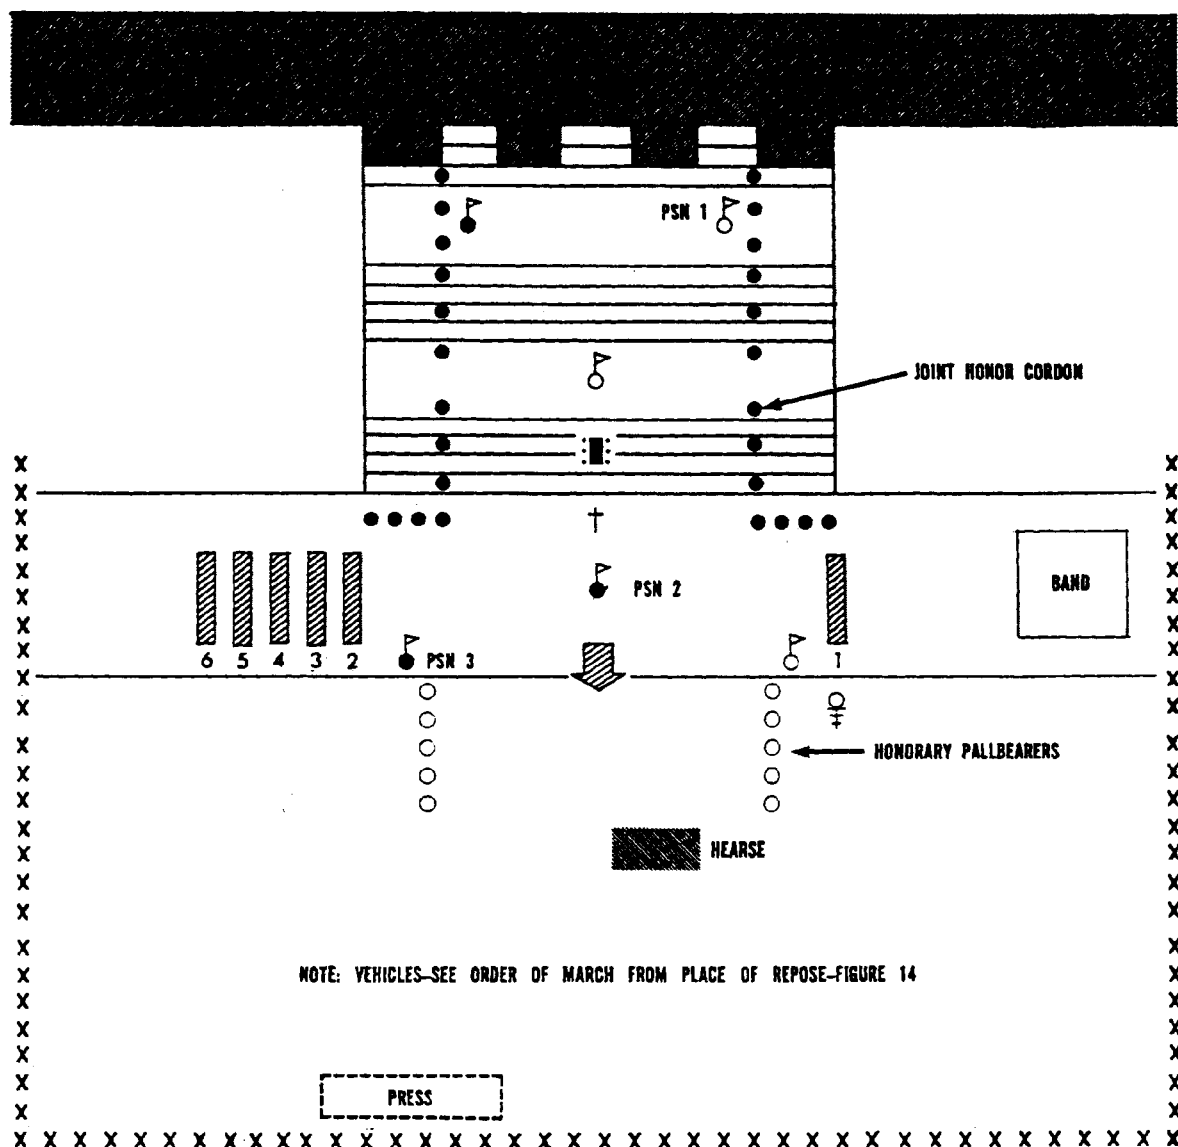 PSN 1
JOINT HONOR CORDON
BAND
PSN 2
6 5 4 3 2
PSN 3
1
HONORARY PALLBEARERS
HEARSE
NOTE: VEHICLES–SEE ORDER OF MARCH FROM PLACE OF REPOSE–FIGURE 14
PRESS